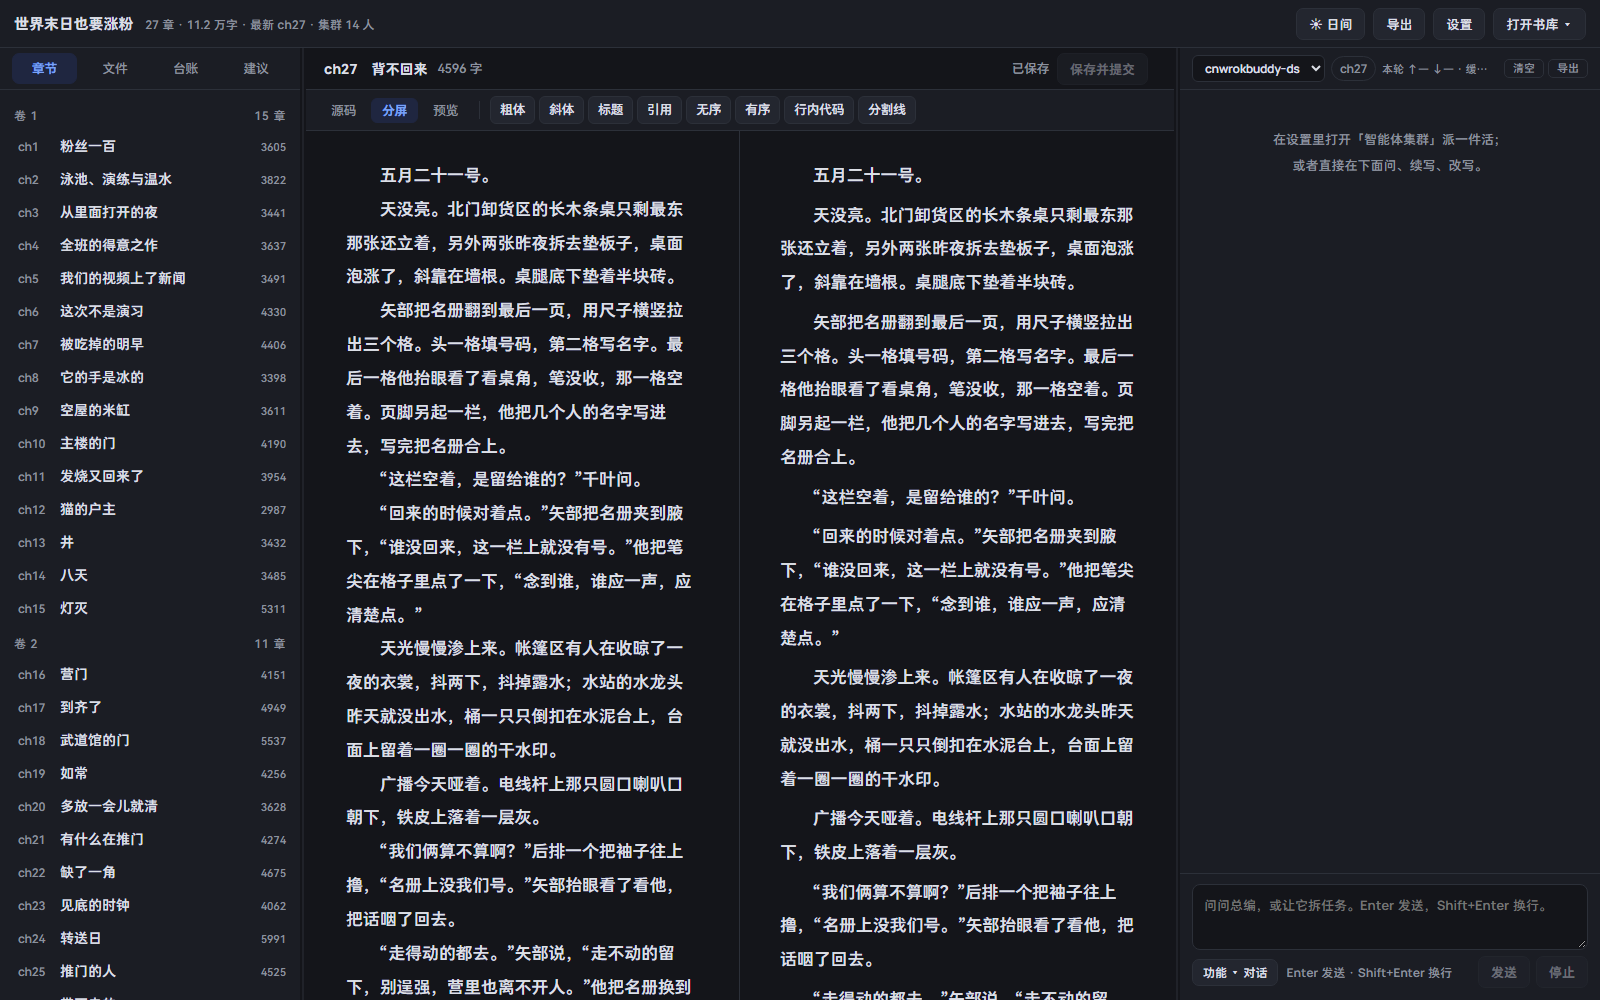 世界末日也要涨粉 27 章 · 11.2 万字 · 最新 ch27 · 集群 14 人
☀ 日间 导出 设置 打开书库
章节 文件 台账 建议
卷 1 15 章
ch1 粉丝一百 3605
ch2 泳池、演练与温水 3822
ch3 从里面打开的夜 3441
ch4 全班的得意之作 3637
ch5 我们的视频上了新闻 3491
ch6 这次不是演习 4330
ch7 被吃掉的明早 4406
ch8 它的手是冰的 3398
ch9 空屋的米缸 3611
ch10 主楼的门 4190
ch11 发烧又回来了 3954
ch12 猫的户主 2987
ch13 井 3432
ch14 八天 3485
ch15 灯灭 5311
卷 2 11 章
ch16 营门 4151
ch17 到齐了 4949
ch18 武道馆的门 5537
ch19 如常 4256
ch20 多放一会儿就清 3628
ch21 有什么在推门 4274
ch22 缺了一角 4675
ch23 见底的时钟 4062
ch24 转送日 5991
ch25 推门的人 4525
ch27 背不回来 4596 字
已保存 保存并提交
源码 分屏 预览 粗体 斜体 标题 引用 无序 有序 行内代码 分割线
五月二十一号。
天没亮。北门卸货区的长木条桌只剩最东
那张还立着，另外两张昨夜拆去垫板子，桌面
泡涨了，斜靠在墙根。桌腿底下垫着半块砖。
矢部把名册翻到最后一页，用尺子横竖拉
出三个格。头一格填号码，第二格写名字。最
后一格他抬眼看了看桌角，笔没收，那一格空
着。页脚另起一栏，他把几个人的名字写进
去，写完把名册合上。
“这栏空着，是留给谁的？”千叶问。
“回来的时候对着点。”矢部把名册夹到腋
下，“谁没回来，这一栏上就没有号。”他把笔
尖在格子里点了一下，“念到谁，谁应一声，应
清楚点。”
天光慢慢渗上来。帐篷区有人在收晾了一
夜的衣裳，抖两下，抖掉露水；水站的水龙头
昨天就没出水，桶一只只倒扣在水泥台上，台
面上留着一圈一圈的干水印。
广播今天哑着。电线杆上那只圆口喇叭口
朝下，铁皮上落着一层灰。
“我们俩算不算啊？”后排一个把袖子往上
撸，“名册上没我们号。”矢部抬眼看了看他，
把话咽了回去。
“走得动的都去。”矢部说，“走不动的留
下，别逞强，营里也离不开人。”他把名册换到
五月二十一号。
天没亮。北门卸货区的长木条桌只剩最东那
张还立着，另外两张昨夜拆去垫板子，桌面泡涨
了，斜靠在墙根。桌腿底下垫着半块砖。
矢部把名册翻到最后一页，用尺子横竖拉出
三个格。头一格填号码，第二格写名字。最后一
格他抬眼看了看桌角，笔没收，那一格空着。页
脚另起一栏，他把几个人的名字写进去，写完把
名册合上。
“这栏空着，是留给谁的？”千叶问。
“回来的时候对着点。”矢部把名册夹到腋
下，“谁没回来，这一栏上就没有号。”他把笔尖
在格子里点了一下，“念到谁，谁应一声，应清
楚点。”
天光慢慢渗上来。帐篷区有人在收晾了一夜
的衣裳，抖两下，抖掉露水；水站的水龙头昨天
就没出水，桶一只只倒扣在水泥台上，台面上留
着一圈一圈的干水印。
广播今天哑着。电线杆上那只圆口喇叭口朝
下，铁皮上落着一层灰。
“我们俩算不算啊？”后排一个把袖子往上
撸，“名册上没我们号。”矢部抬眼看了看他，把
话咽了回去。
“走得动的都去。”矢部说，“走不动的留
cnwrokbuddy-ds ch27 本轮 ↑— ↓— · 缓… 清空 导出
在设置里打开「智能体集群」派一件活；
或者直接在下面问、续写、改写。
问问总编，或让它拆任务。Enter 发送，Shift+Enter 换行。
功能 · 对话 Enter 发送 · Shift+Enter 换行 发送 停止